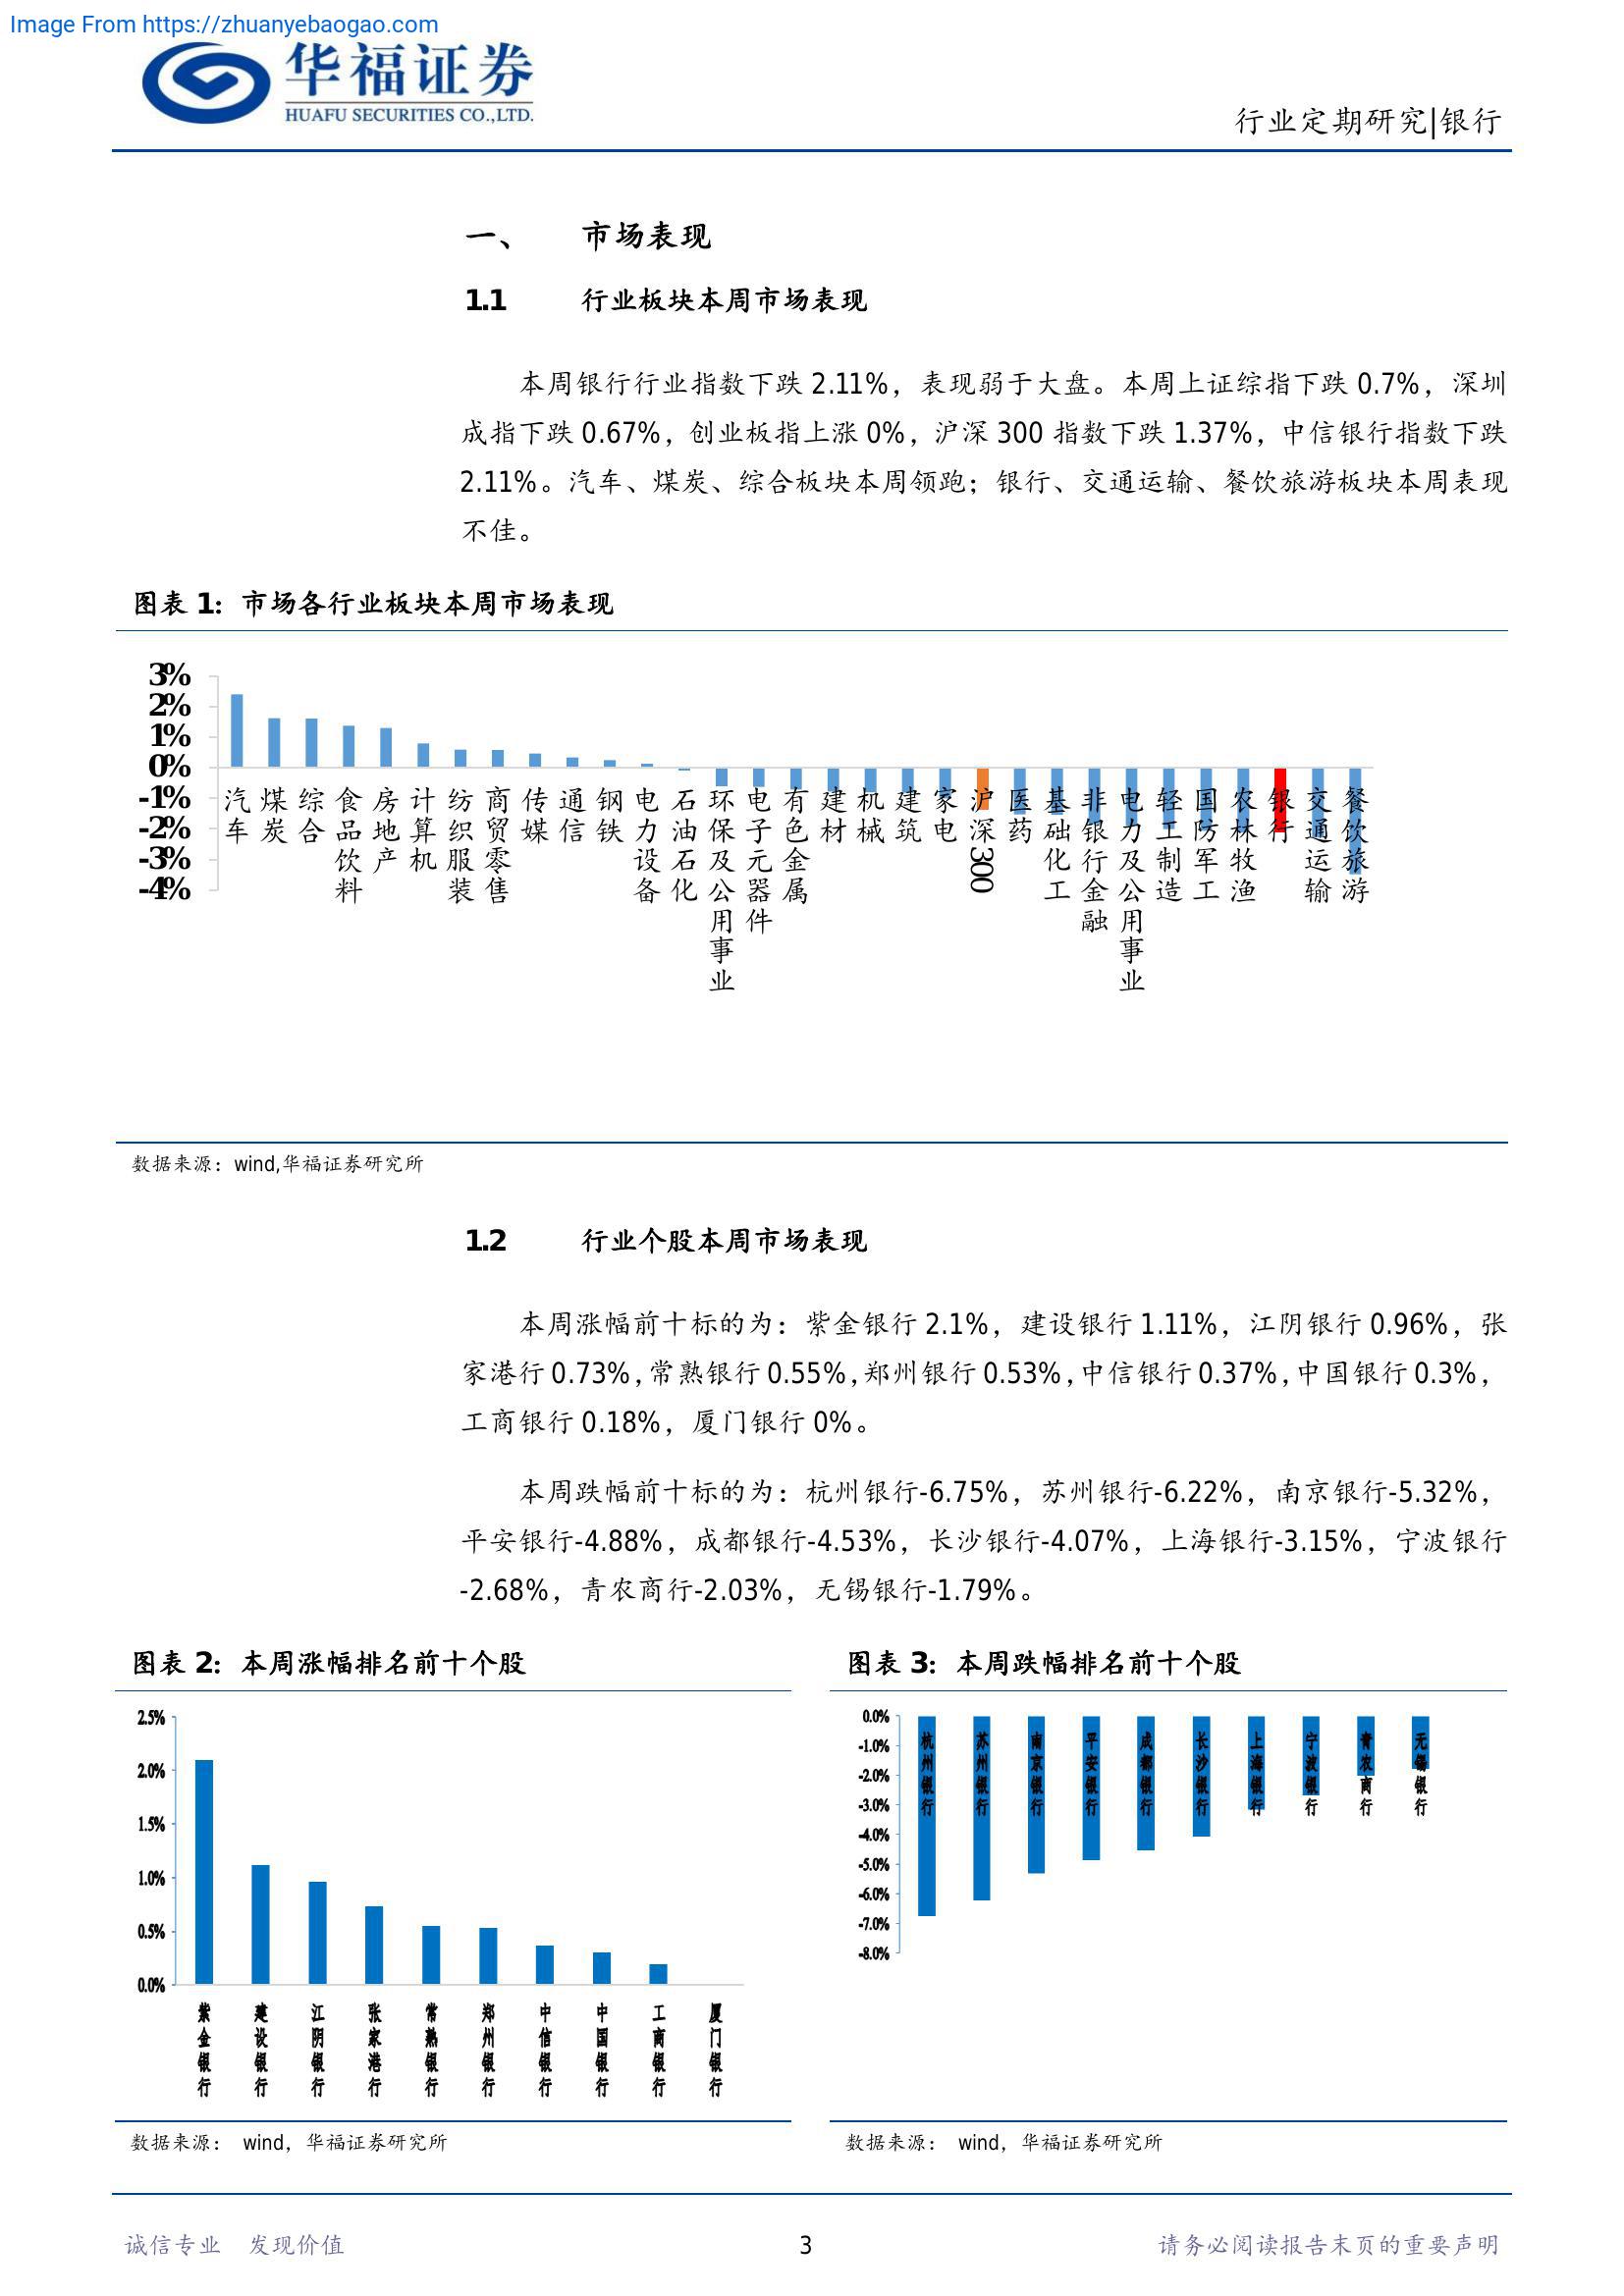 Image From https://zhuanyebaogao.com
华福证券
HUAFU SECURITIES CO.,LTD.
行业定期研究|银行
一、 市场表现
1.1 行业板块本周市场表现
本周银行行业指数下跌 2.11%，表现弱于大盘。本周上证综指下跌 0.7%，深圳
成指下跌 0.67%，创业板指上涨 0%，沪深 300 指数下跌 1.37%，中信银行指数下跌
2.11%。汽车、煤炭、综合板块本周领跑；银行、交通运输、餐饮旅游板块本周表现
不佳。
图表 1：市场各行业板块本周市场表现
3%
2%
1%
0%
-1%
-2%
-3%
-4%
汽车
煤炭
综合
食品饮料
房地产
计算机
纺织服装
商贸零售
传媒
通信
钢铁
电力设备
石油石化
环保及公用事业
电子元器件
有色金属
建材
机械
建筑
家电
沪深300
医药
基础化工
非银行金融
电力及公用事业
轻工制造
国防军工
农林牧渔
银行
交通运输
餐饮旅游
数据来源：wind,华福证券研究所
1.2 行业个股本周市场表现
本周涨幅前十标的为：紫金银行 2.1%，建设银行 1.11%，江阴银行 0.96%，张
家港行 0.73%，常熟银行 0.55%，郑州银行 0.53%，中信银行 0.37%，中国银行 0.3%，
工商银行 0.18%，厦门银行 0%。
本周跌幅前十标的为：杭州银行-6.75%，苏州银行-6.22%，南京银行-5.32%，
平安银行-4.88%，成都银行-4.53%，长沙银行-4.07%，上海银行-3.15%，宁波银行
-2.68%，青农商行-2.03%，无锡银行-1.79%。
图表 2：本周涨幅排名前十个股
2.5%
2.0%
1.5%
1.0%
0.5%
0.0%
紫金银行
建设银行
江阴银行
张家港行
常熟银行
郑州银行
中信银行
中国银行
工商银行
厦门银行
数据来源： wind，华福证券研究所
图表 3：本周跌幅排名前十个股
0.0%
-1.0%
-2.0%
-3.0%
-4.0%
-5.0%
-6.0%
-7.0%
-8.0%
杭州银行
苏州银行
南京银行
平安银行
成都银行
长沙银行
上海银行
宁波银行
青农商行
无锡银行
数据来源： wind，华福证券研究所
诚信专业 发现价值
3
请务必阅读报告末页的重要声明